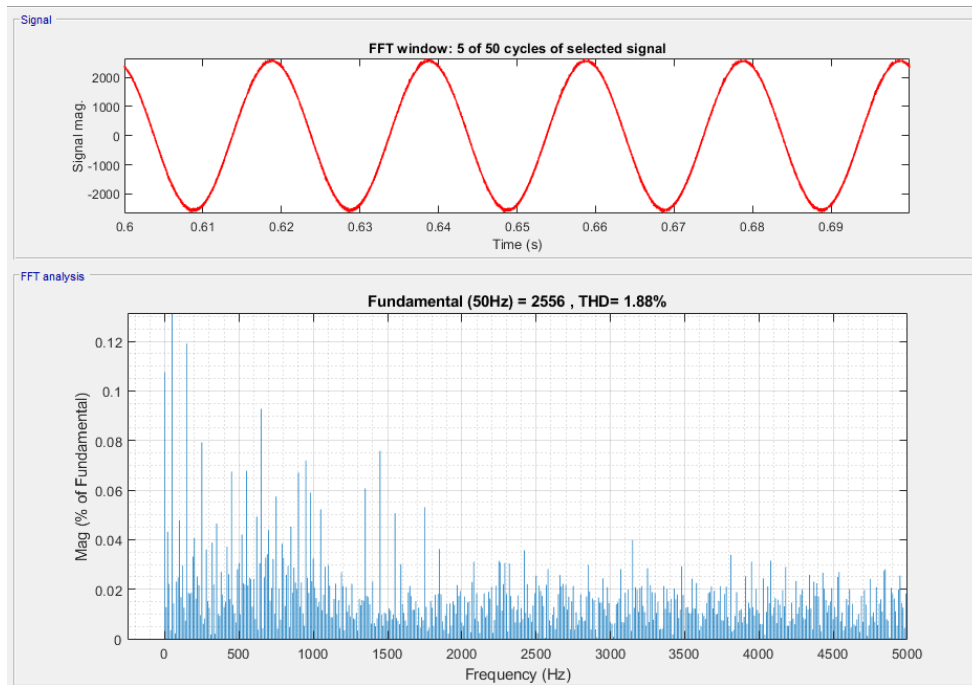 Signal
FFT window: 5 of 50 cycles of selected signal
Signal mag.
2000
1000
0
-1000
-2000
0.6 0.61 0.62 0.63 0.64 0.65 0.66 0.67 0.68 0.69
Time (s)
FFT analysis
Fundamental (50Hz) = 2556 , THD= 1.88%
Mag (% of Fundamental)
0.12
0.1
0.08
0.06
0.04
0.02
0
0 500 1000 1500 2000 2500 3000 3500 4000 4500 5000
Frequency (Hz)